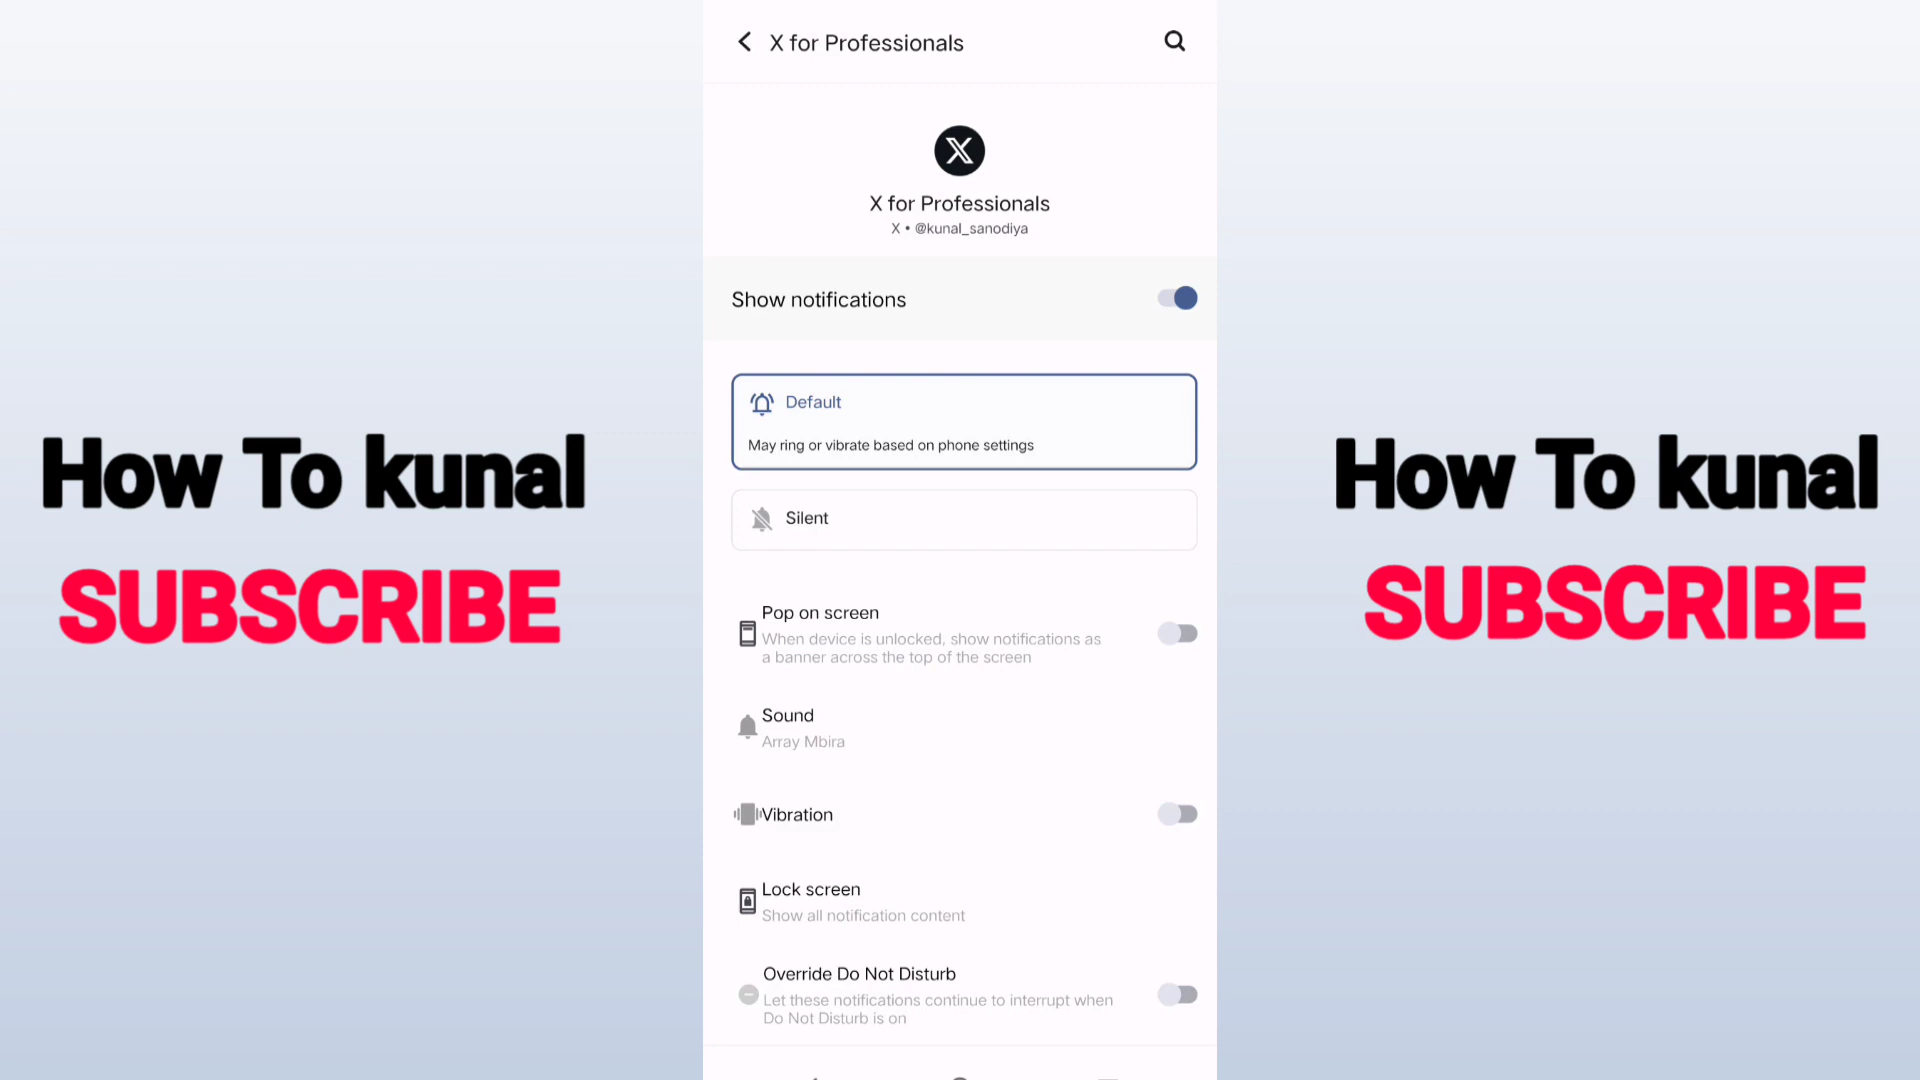 X for Professionals
X for Professionals
X • @kunal_sanodiya
Show notifications
Default
May ring or vibrate based on phone settings
Silent
Pop on screen
When device is unlocked, show notifications as
a banner across the top of the screen
Sound
Array Mbira
Vibration
Lock screen
Show all notification content
Override Do Not Disturb
Let these notifications continue to interrupt when
Do Not Disturb is on
How To kunal
SUBSCRIBE
How To kunal
SUBSCRIBE